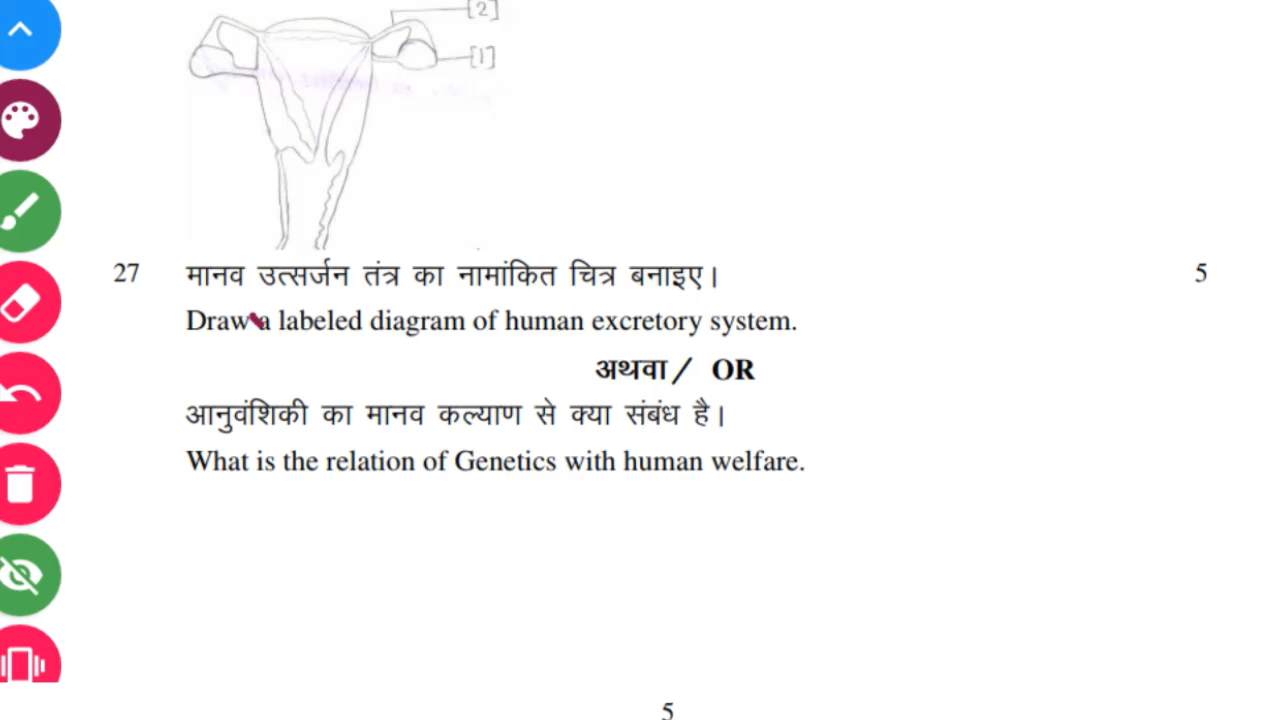 [2]
[1]
27 मानव उत्सर्जन तंत्र का नामांकित चित्र बनाइए। 5
Draw a labeled diagram of human excretory system.
अथवा / OR
आनुवंशिकी का मानव कल्याण से क्या संबंध है।
What is the relation of Genetics with human welfare.
5